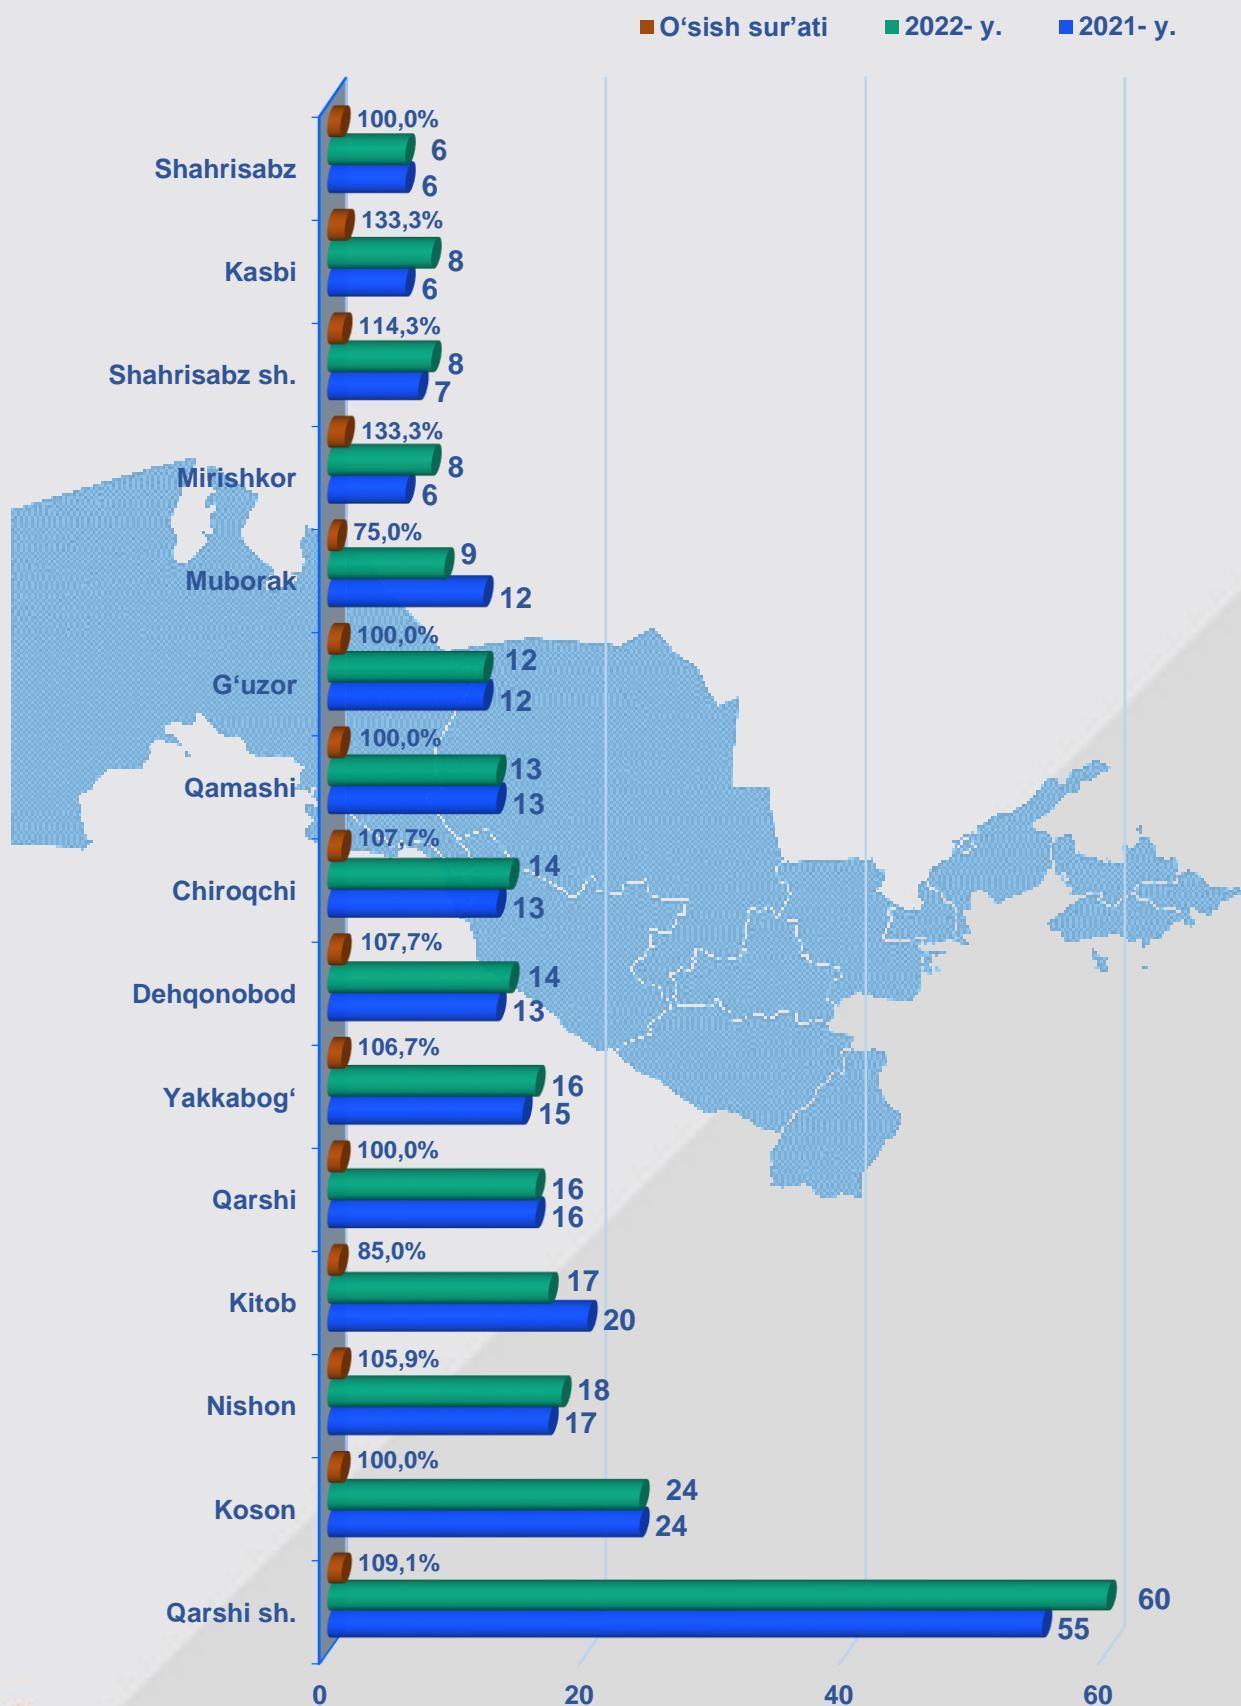 O‘sish sur’ati 2022- y. 2021- y.
100,0%
6
Shahrisabz
6
133,3%
8
Kasbi
6
114,3%
8
Shahrisabz sh.
7
133,3%
8
Mirishkor
6
75,0%
9
Muborak
12
100,0%
12
G‘uzor
12
100,0%
13
Qamashi
13
107,7%
14
Chiroqchi
13
107,7%
14
Dehqonobod
13
106,7%
16
Yakkabog‘
15
100,0%
16
Qarshi
16
85,0%
17
Kitob
20
105,9%
18
Nishon
17
100,0%
24
Koson
24
109,1%
60
Qarshi sh.
55
0 20 40 60